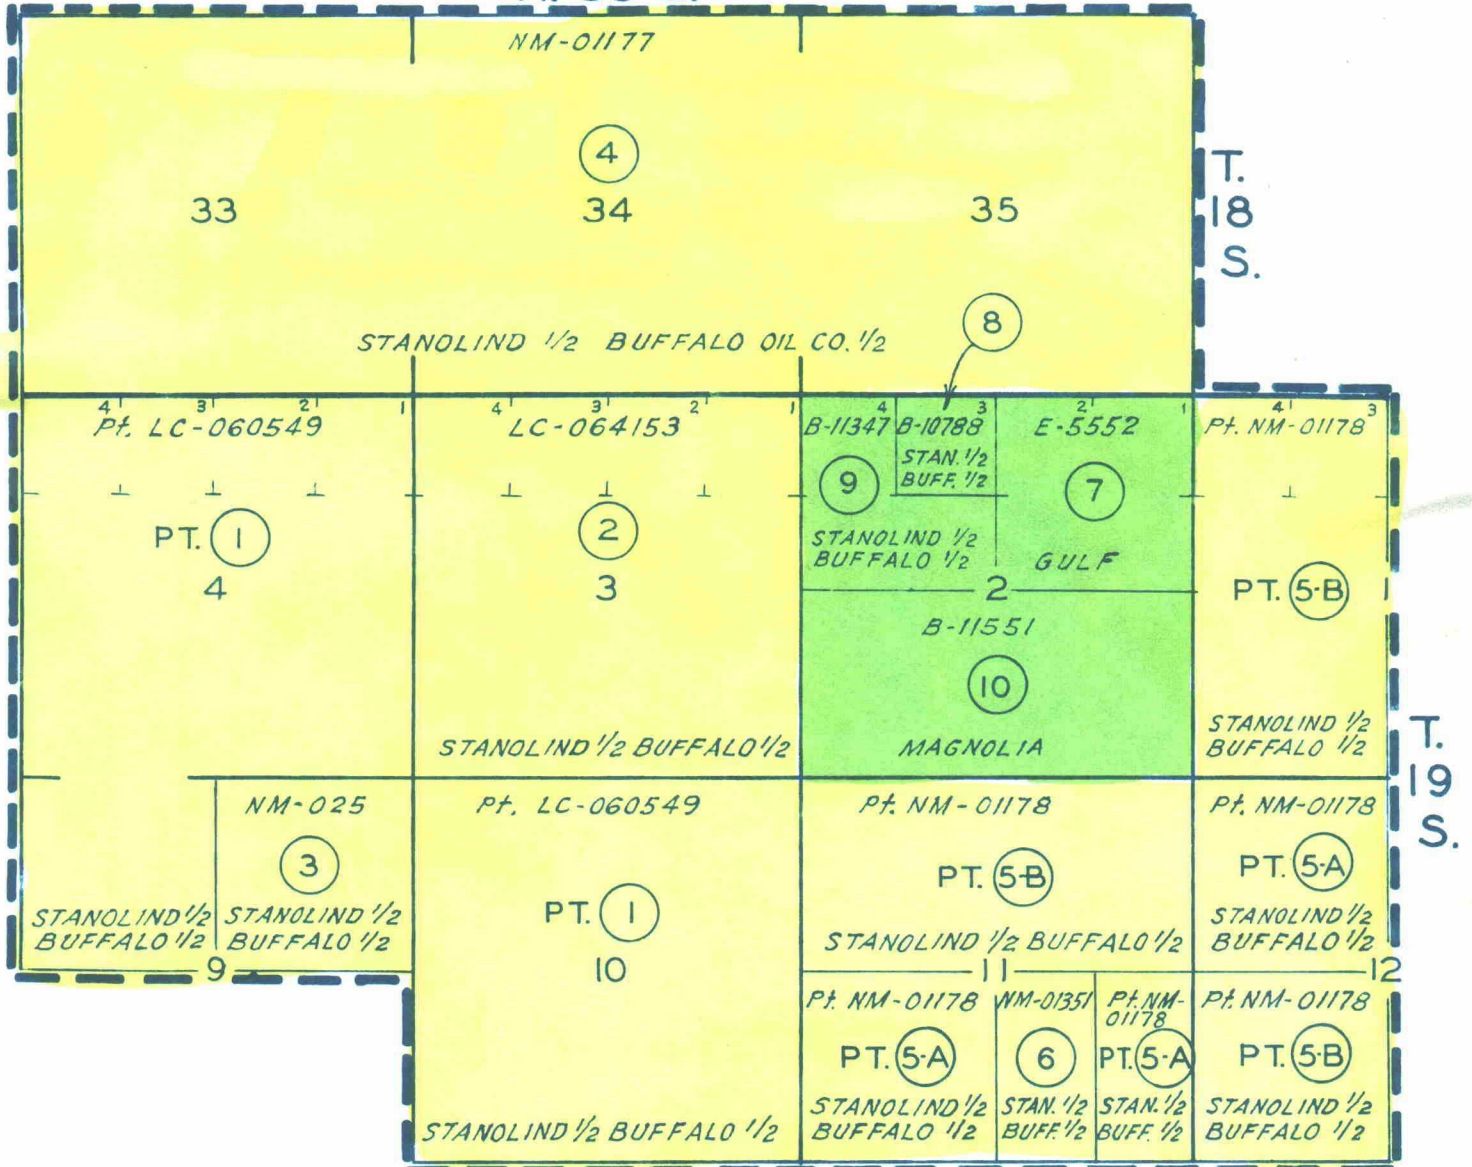 NM-01177
4
33
34
35
T.
18
S.
8
STANOLIND 1/2 BUFFALO OIL CO. 1/2
4 3 2 1
4 3 2 1
4 3 2 1
4 3
Pt. LC-060549
LC-064153
B-11347
B-10788
E-5552
Pt. NM-01178
STAN. 1/2
BUFF. 1/2
9
7
PT. 1
4
2
3
STANOLIND 1/2
BUFFALO 1/2
GULF
2
PT. 5-B
1
B-11551
10
MAGNOLIA
STANOLIND 1/2 BUFFALO 1/2
STANOLIND 1/2
BUFFALO 1/2
T.
19
S.
NM-025
3
STANOLIND 1/2
BUFFALO 1/2
STANOLIND 1/2
BUFFALO 1/2
9
Pt. LC-060549
PT. 1
10
STANOLIND 1/2 BUFFALO 1/2
Pt. NM-01178
PT. 5-B
STANOLIND 1/2 BUFFALO 1/2
11
Pt. NM-01178
PT. 5-A
STANOLIND 1/2
BUFFALO 1/2
12
Pt. NM-01178
PT. 5-A
STANOLIND 1/2
BUFFALO 1/2
NM-01351
6
STAN. 1/2
BUFF. 1/2
Pt. NM-
01178
PT. 5-A
STAN. 1/2
BUFF. 1/2
Pt. NM-01178
PT. 5-B
STANOLIND 1/2
BUFFALO 1/2